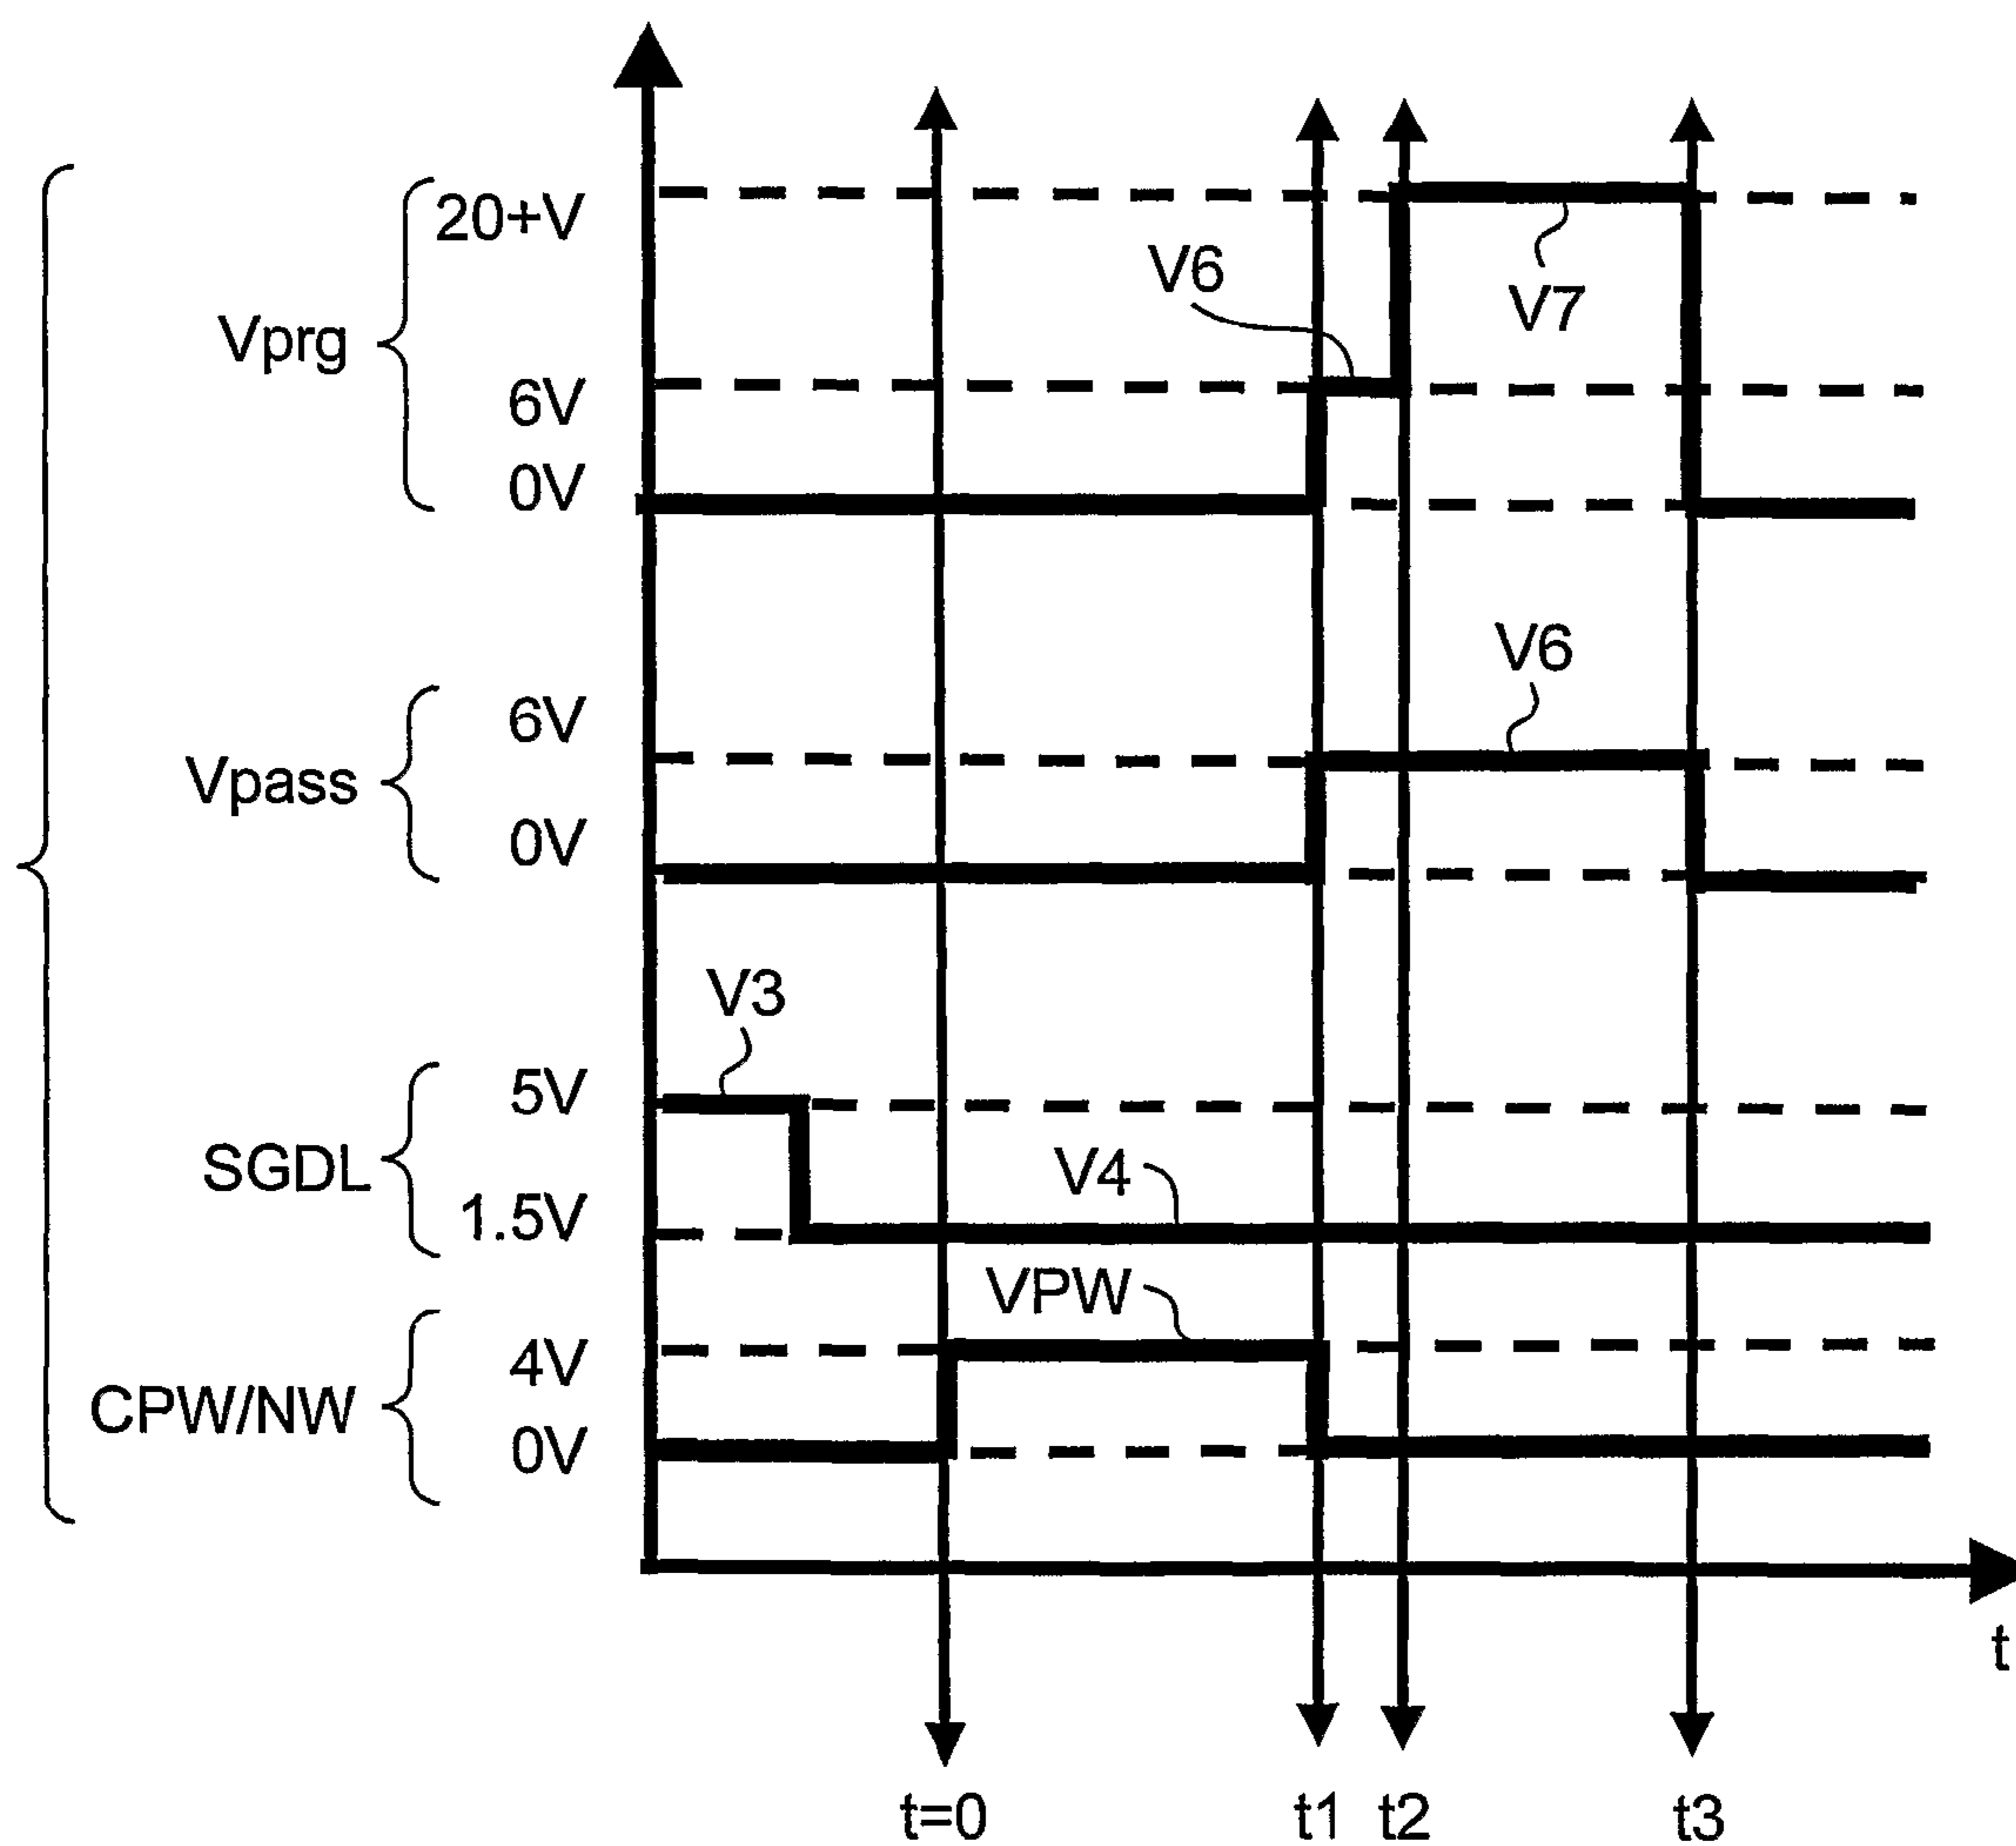 20+V
V6
V7
Vprg
6V
0V
V6
6V
Vpass
0V
V3
5V
V4
SGDL
1.5V
VPW
4V
CPW/NW
0V
t
t=0 t1 t2 t3